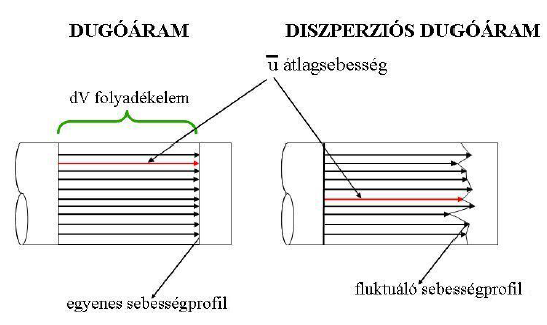 DUGÓÁRAM
DISZPERZIÓS DUGÓÁRAM
u átlagsebesség
dV folyadékelem
egyenes sebességprofil
fluktuáló sebességprofil